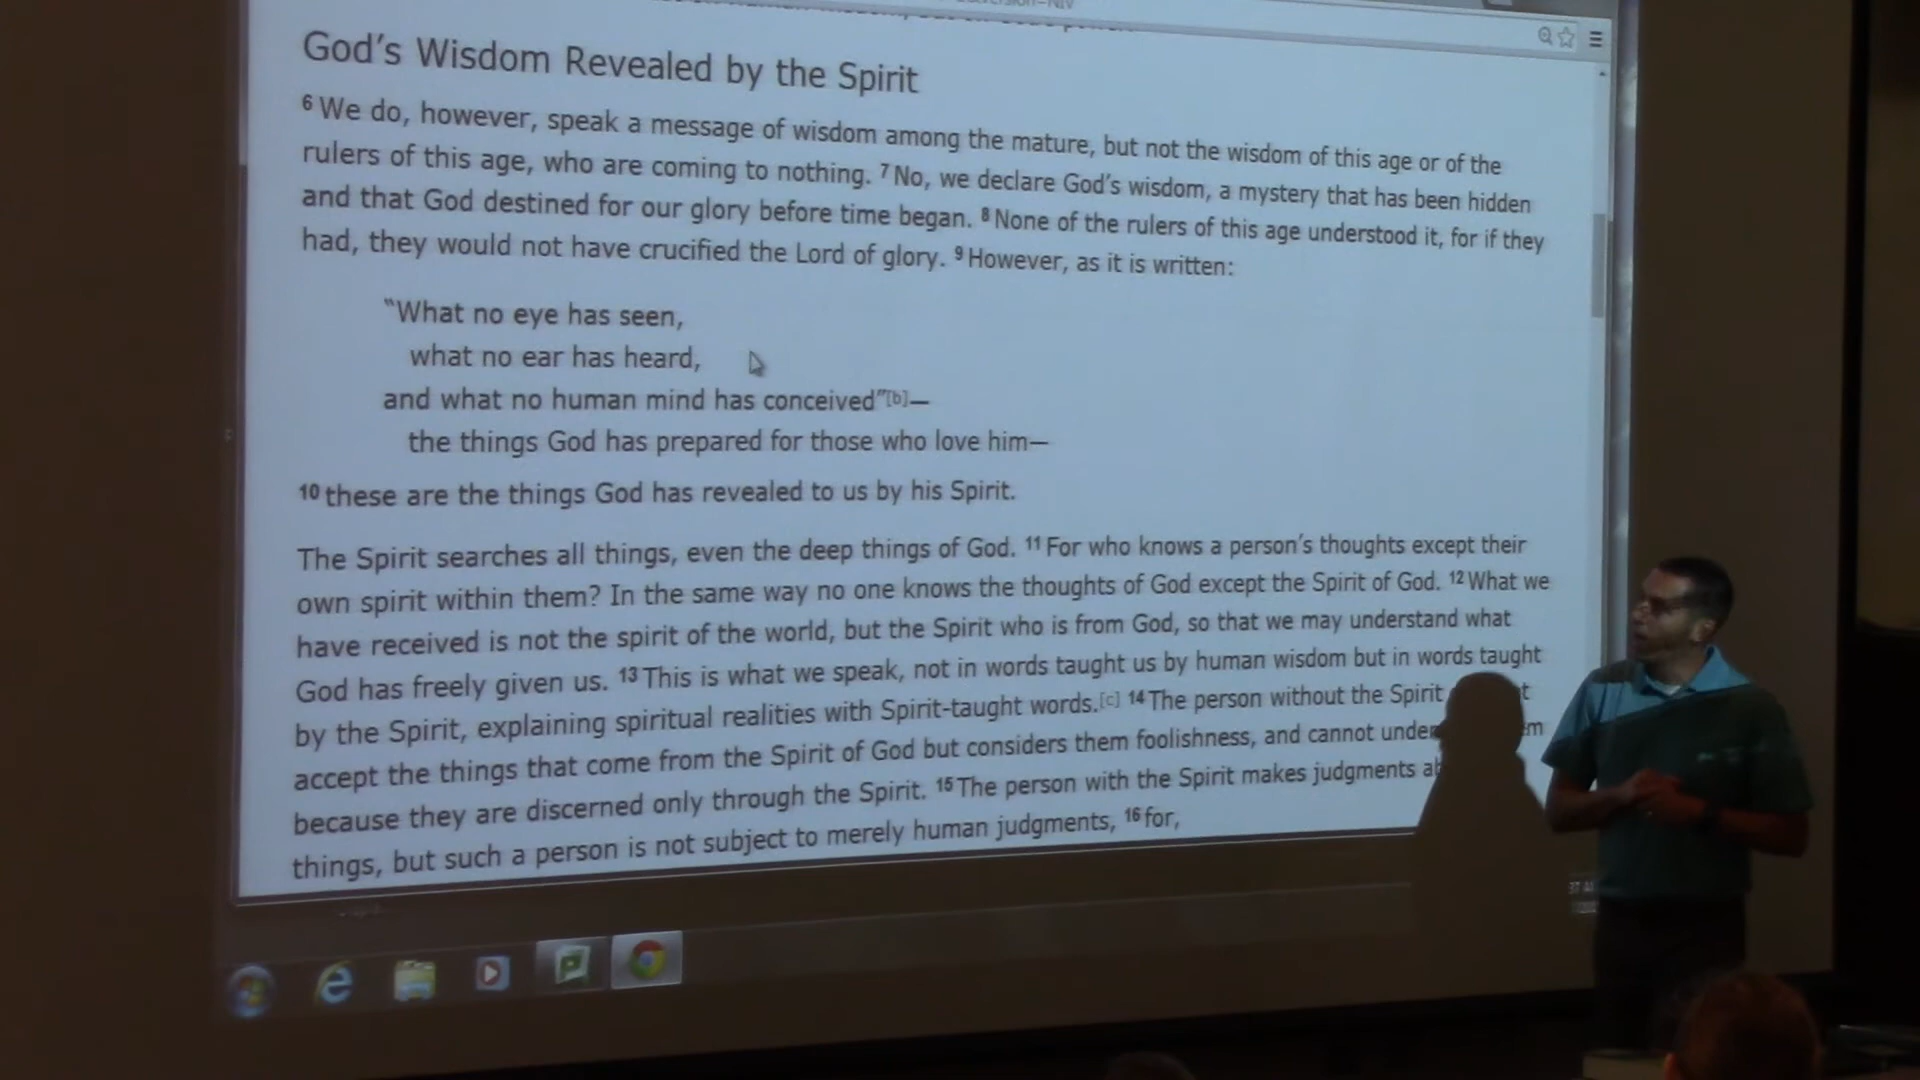 God's Wisdom Revealed by the Spirit
6 We do, however, speak a message of wisdom among the mature, but not the wisdom of this age or of the
rulers of this age, who are coming to nothing. 7 No, we declare God's wisdom, a mystery that has been hidden
and that God destined for our glory before time began. 8 None of the rulers of this age understood it, for if they
had, they would not have crucified the Lord of glory. 9 However, as it is written:
"What no eye has seen,
what no ear has heard,
and what no human mind has conceived"[b]—
the things God has prepared for those who love him—
10 these are the things God has revealed to us by his Spirit.
The Spirit searches all things, even the deep things of God. 11 For who knows a person's thoughts except their
own spirit within them? In the same way no one knows the thoughts of God except the Spirit of God. 12 What we
have received is not the spirit of the world, but the Spirit who is from God, so that we may understand what
God has freely given us. 13 This is what we speak, not in words taught us by human wisdom but in words taught
by the Spirit, explaining spiritual realities with Spirit-taught words.[c] 14 The person without the Spirit
accept the things that come from the Spirit of God but considers them foolishness, and cannot
because they are discerned only through the Spirit. 15 The person with the Spirit makes judgments
things, but such a person is not subject to merely human judgments, 16 for,